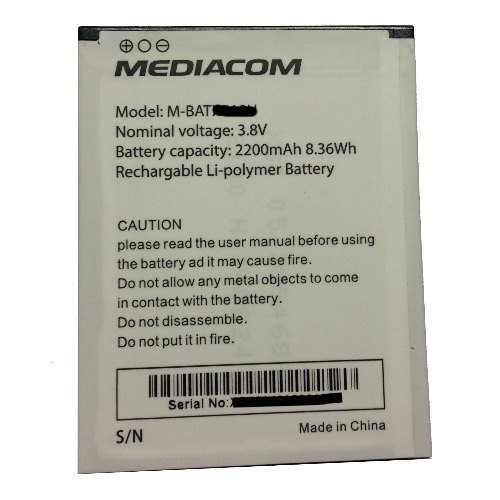 MEDIACOM
Model: M-BAT
Nominal voltage: 3.8V
Battery capacity: 2200mAh 8.36Wh
Rechargable Li-polymer Battery
CAUTION
please read the user manual before using
the battery ad it may cause fire.
Do not allow any metal objects to come
in contact with the battery.
Do not disassemble.
Do not put it in fire.
Serial No:
S/N
Made in China